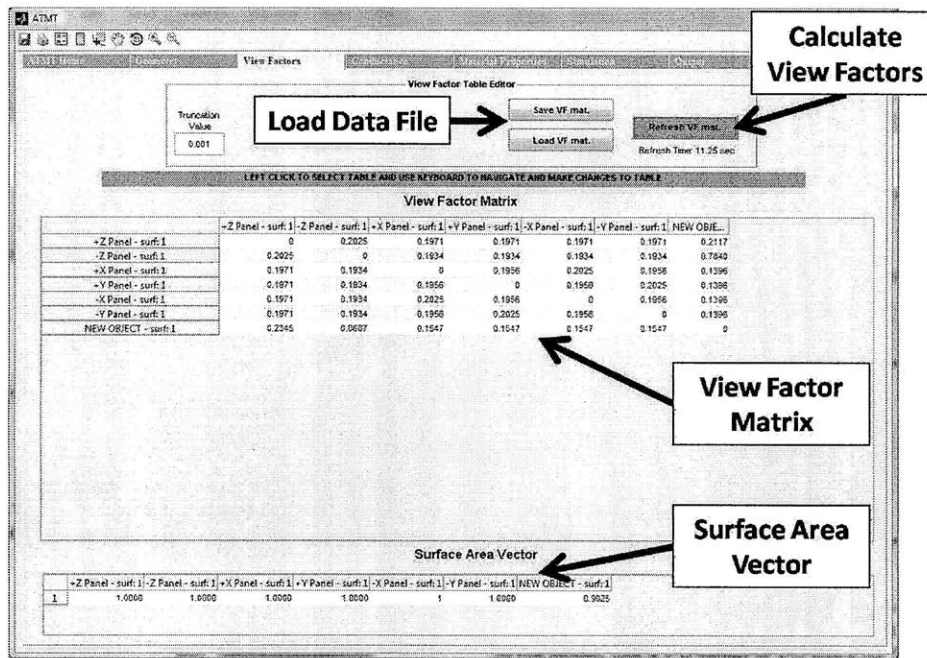 ATMT
Calculate
View Factors
ATMT Home Geometry View Factors Conductance Material Properties Simulation Output
View Factor Table Editor
Truncation
Value
0.001
Load Data File
Save VF mat.
Load VF mat.
Refresh VF mat.
Refresh Time: 11.25 sec
LEFT CLICK TO SELECT TABLE AND USE KEYBOARD TO NAVIGATE AND MAKE CHANGES TO TABLE
View Factor Matrix
+Z Panel - surf: 1 -Z Panel - surf: 1 +X Panel - surf: 1 +Y Panel - surf: 1 -X Panel - surf: 1 -Y Panel - surf: 1 NEW OBJE...
+Z Panel - surf: 1 0 0.2025 0.1971 0.1971 0.1971 0.1971 0.2117
-Z Panel - surf: 1 0.2025 0 0.1934 0.1934 0.1934 0.1934
+X Panel - surf: 1 0.1971 0.1934 0 0.1956 0.2025 0.1956 0.1396
+Y Panel - surf: 1 0.1971 0.1934 0.1956 0 0.1956 0.2025 0.1396
-X Panel - surf: 1 0.1971 0.1934 0.2025 0.1956 0 0.1956 0.1396
-Y Panel - surf: 1 0.1971 0.1934 0.1956 0.2025 0.1956 0 0.1396
NEW OBJECT - surf: 1 0.2345 0.1547 0.1547 0.1547 0.1547 0
View Factor
Matrix
Surface Area
Vector
Surface Area Vector
+Z Panel - surf: 1 -Z Panel - surf: 1 +X Panel - surf: 1 +Y Panel - surf: 1 -X Panel - surf: 1 -Y Panel - surf: 1 NEW OBJECT - surf: 1
1 1.0000 1.0000 1.0000 1.0000 1 1.0000 0.9025